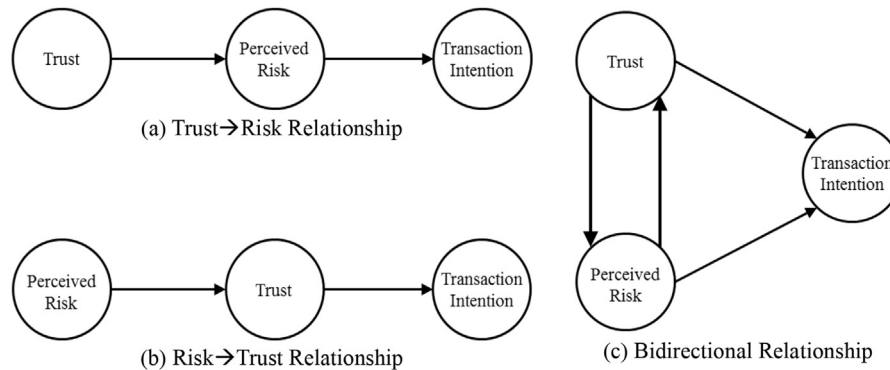 Trust
Perceived
Risk
Transaction
Intention
(a) Trust→Risk Relationship
Perceived
Risk
Trust
Transaction
Intention
(b) Risk→Trust Relationship
Trust
Transaction
Intention
Perceived
Risk
(c) Bidirectional Relationship